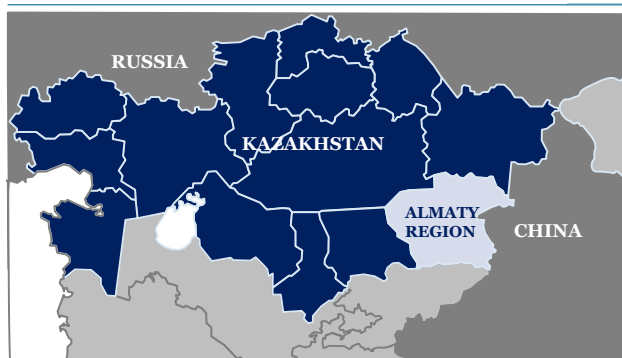 RUSSIA
KAZAKHSTAN
ALMATY
REGION
CHINA